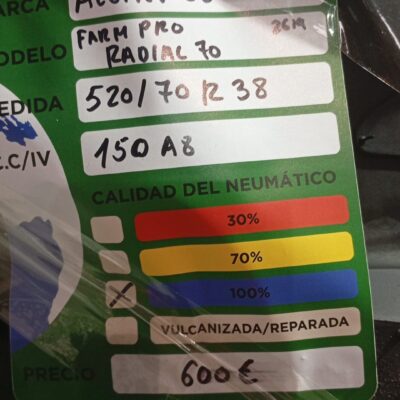 FARM PRO 2619
RADIAL 70
520/70 R 38
150 A8
CALIDAD DEL NEUMÁTICO
30%
70%
100%
VULCANIZADA/REPARADA
PRECIO 600 €